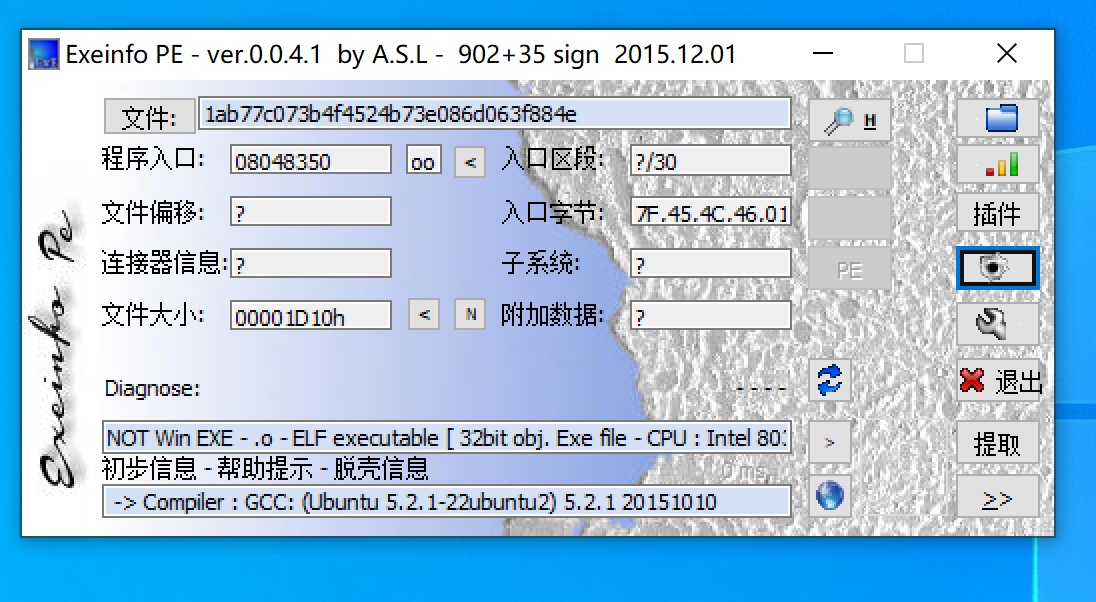 Exeinfo PE - ver.0.0.4.1 by A.S.L - 902+35 sign 2015.12.01
文件: 1ab77c073b4f4524b73e086d063f884e H
程序入口: 08048350 oo < 入口区段: ?/30
文件偏移: ? 入口字节: 7F.45.4C.46.01 插件
连接器信息: ? 子系统: ? PE
文件大小: 00001D10h < N 附加数据: ?
Diagnose: ---- 退出
NOT Win EXE - .o - ELF executable [ 32bit obj. Exe file - CPU : Intel 80 > 提取
初步信息 - 帮助提示 - 脱壳信息 0 ms.
-> Compiler : GCC: (Ubuntu 5.2.1-22ubuntu2) 5.2.1 20151010 >>
Exeinfo Pe